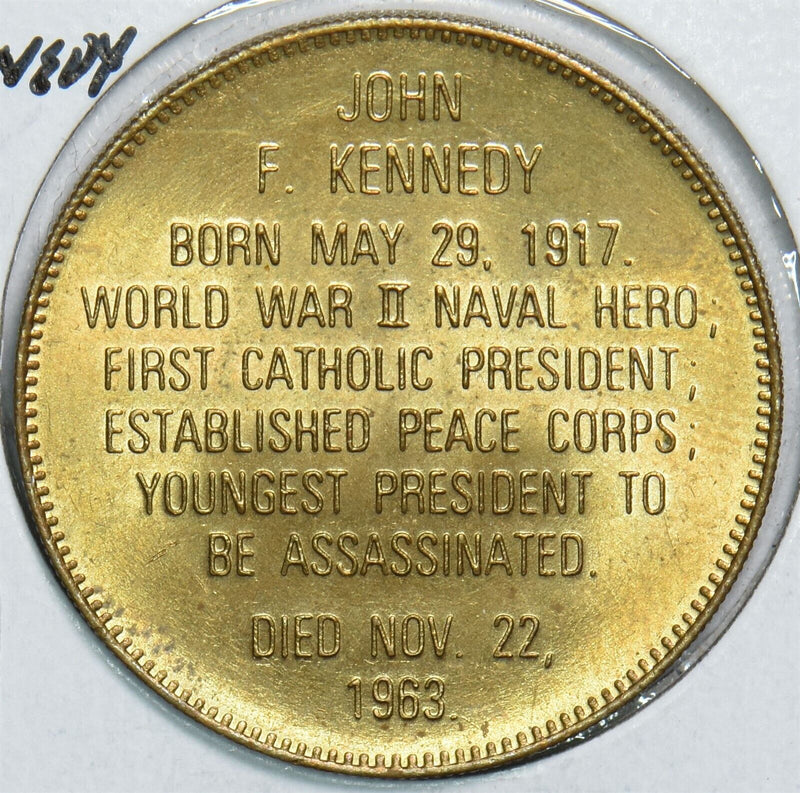 JOHN
F. KENNEDY
BORN MAY 29, 1917.
WORLD WAR II NAVAL HERO;
FIRST CATHOLIC PRESIDENT;
ESTABLISHED PEACE CORPS;
YOUNGEST PRESIDENT TO
BE ASSASSINATED.
DIED NOV. 22,
1963.